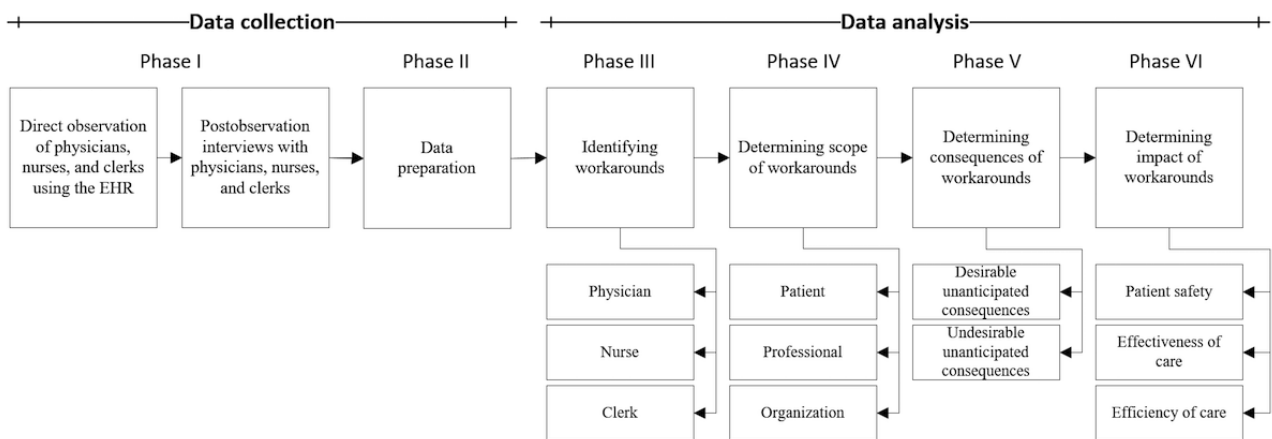 Data collection
Data analysis
Phase I
Phase II
Phase III
Phase IV
Phase V
Phase VI
Direct observation
of physicians,
nurses, and clerks
using the EHR
Postobservation
interviews with
physicians, nurses,
and clerks
Data
preparation
Identifying
workarounds
Determining scope
of workarounds
Determining
consequences of
workarounds
Determining
impact of
workarounds
Physician
Nurse
Clerk
Patient
Professional
Organization
Desirable
unanticipated
consequences
Undesirable
unanticipated
consequences
Patient safety
Effectiveness of
care
Efficiency of care